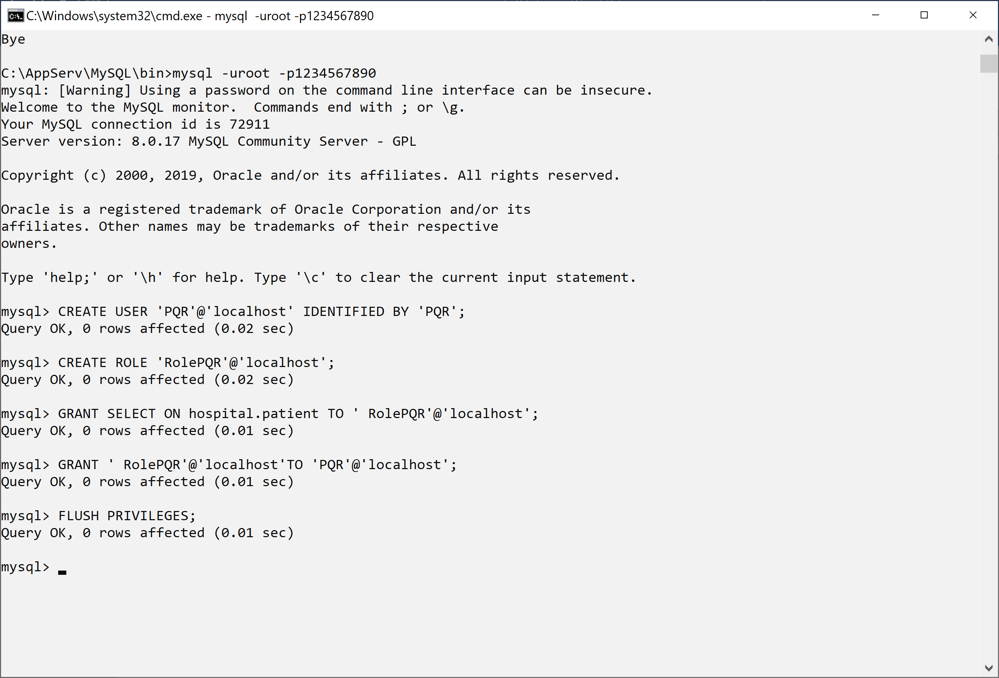 C:\Windows\system32\cmd.exe - mysql  -uroot -p1234567890
Bye
C:\AppServ\MySQL\bin>mysql -uroot -p1234567890
mysql: [Warning] Using a password on the command line interface can be insecure.
Welcome to the MySQL monitor.  Commands end with ; or \g.
Your MySQL connection id is 72911
Server version: 8.0.17 MySQL Community Server - GPL
Copyright (c) 2000, 2019, Oracle and/or its affiliates. All rights reserved.
Oracle is a registered trademark of Oracle Corporation and/or its
affiliates. Other names may be trademarks of their respective
owners.
Type 'help;' or '\h' for help. Type '\c' to clear the current input statement.
mysql> CREATE USER 'PQR'@'localhost' IDENTIFIED BY 'PQR';
Query OK, 0 rows affected (0.02 sec)
mysql> CREATE ROLE 'RolePQR'@'localhost';
Query OK, 0 rows affected (0.02 sec)
mysql> GRANT SELECT ON hospital.patient TO ' RolePQR'@'localhost';
Query OK, 0 rows affected (0.01 sec)
mysql> GRANT ' RolePQR'@'localhost'TO 'PQR'@'localhost';
Query OK, 0 rows affected (0.01 sec)
mysql> FLUSH PRIVILEGES;
Query OK, 0 rows affected (0.01 sec)
mysql>